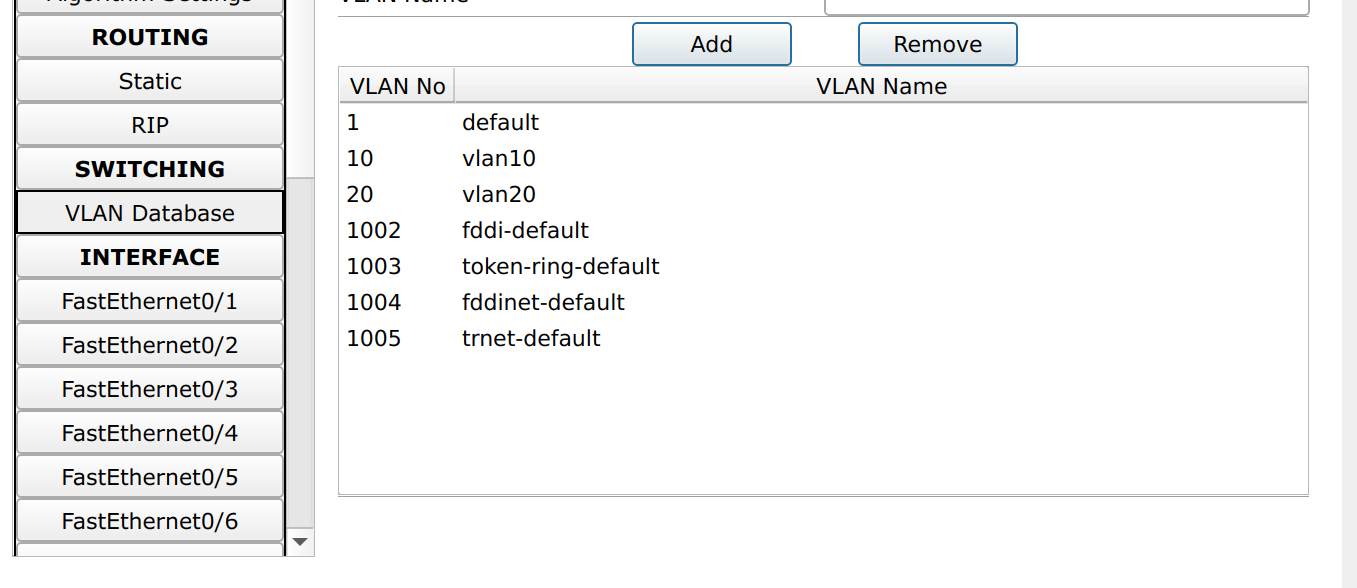 Algorithm Settings
ROUTING
Static
RIP
SWITCHING
VLAN Database
INTERFACE
FastEthernet0/1
FastEthernet0/2
FastEthernet0/3
FastEthernet0/4
FastEthernet0/5
FastEthernet0/6
VLAN Name
Add Remove
VLAN No VLAN Name
1 default
10 vlan10
20 vlan20
1002 fddi-default
1003 token-ring-default
1004 fddinet-default
1005 trnet-default